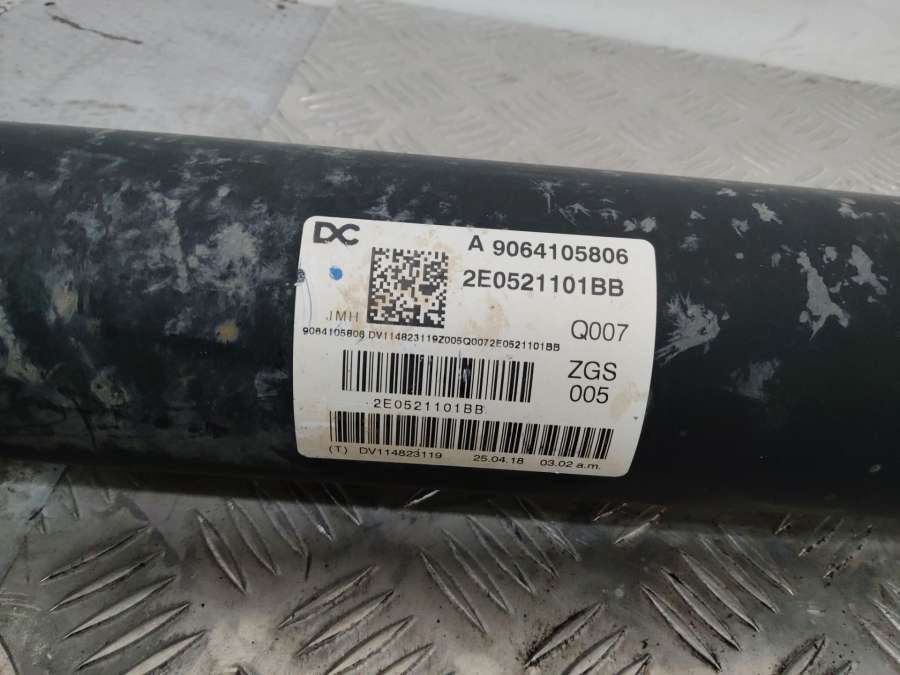 DC
A 9064105806
2E0521101BB
JMH
Q007
9064105806 DV114823119Z005Q0072E0521101BB
ZGS
005
2E0521101BB
(T) DV114823119 25.04.18 03.02 a.m.